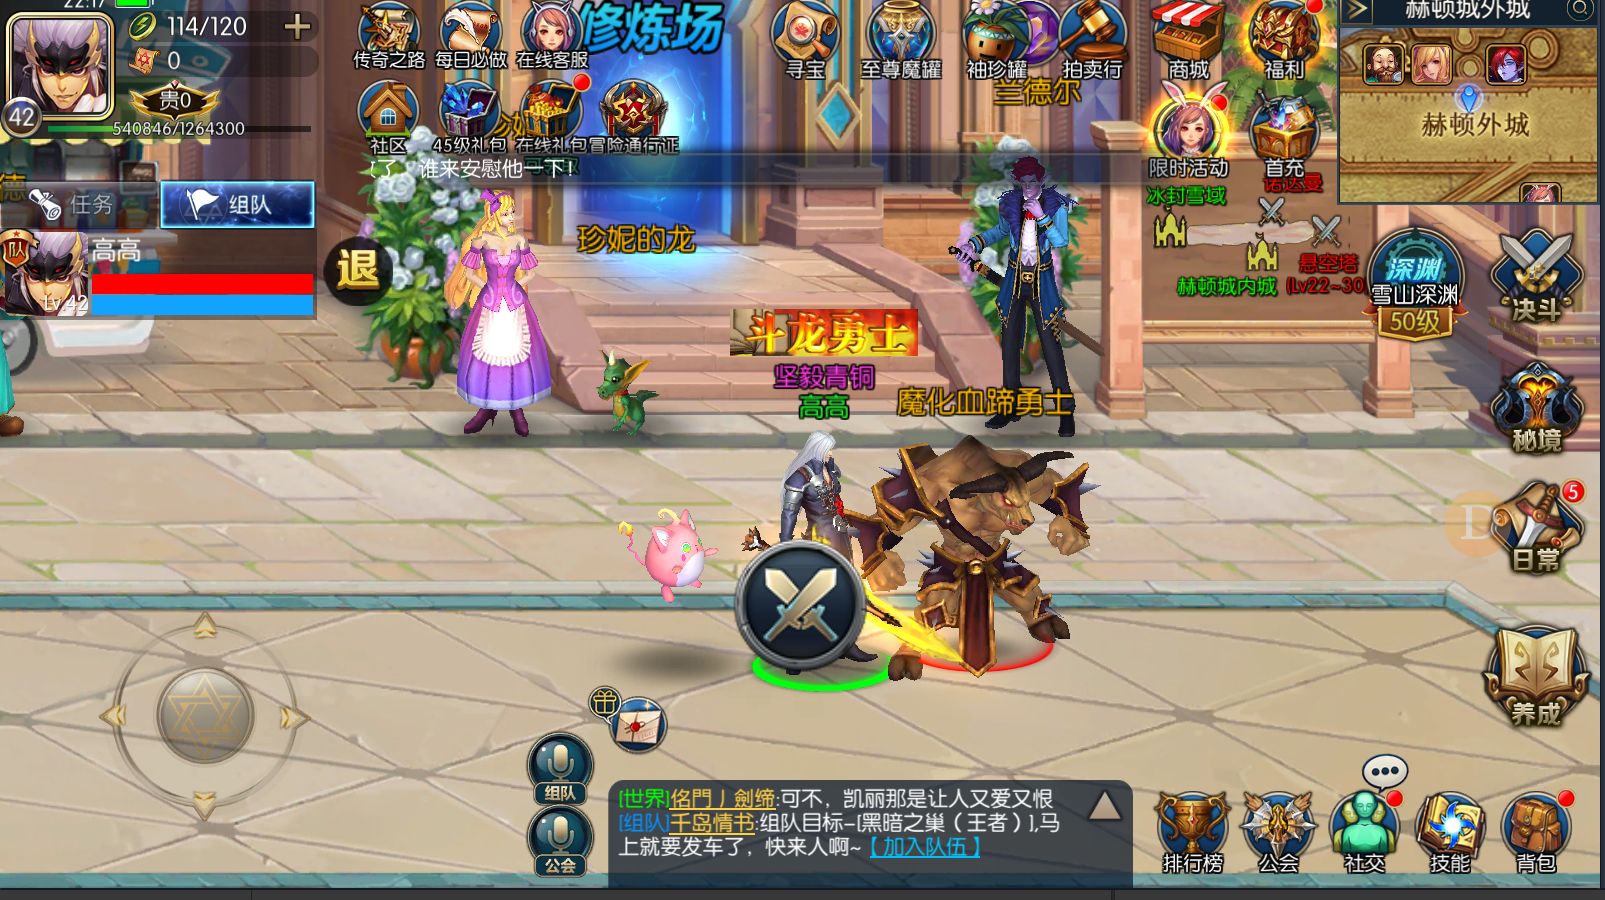 22:17
114/120
0
贵0
42
540846/1264300
传奇之路
每日必做
在线客服
修炼场
寻宝
至尊魔罐
袖珍罐
拍卖行
商城
福利
社区
45级礼包
在线礼包
冒险通行证
兰德尔
限时活动
首充
赫顿城外城
赫顿外城
了，谁来安慰他一下！
任务
组队
队
高高
Lv42
退
珍妮的龙
冰封雪域
诺达曼
悬空塔
赫顿城内城
(Lv22~30)
深渊
雪山深渊
50级
决斗
斗龙勇士
坚毅青铜
高高
魔化血蹄勇士
秘境
5
日常
D
养成
组队
公会
[世界]佲門丿劍缔:可不，凯丽那是让人又爱又恨
[组队]千岛情书:组队目标-[黑暗之巢（王者）],马
上就要发车了，快来人啊~【加入队伍】
排行榜
公会
社交
技能
背包